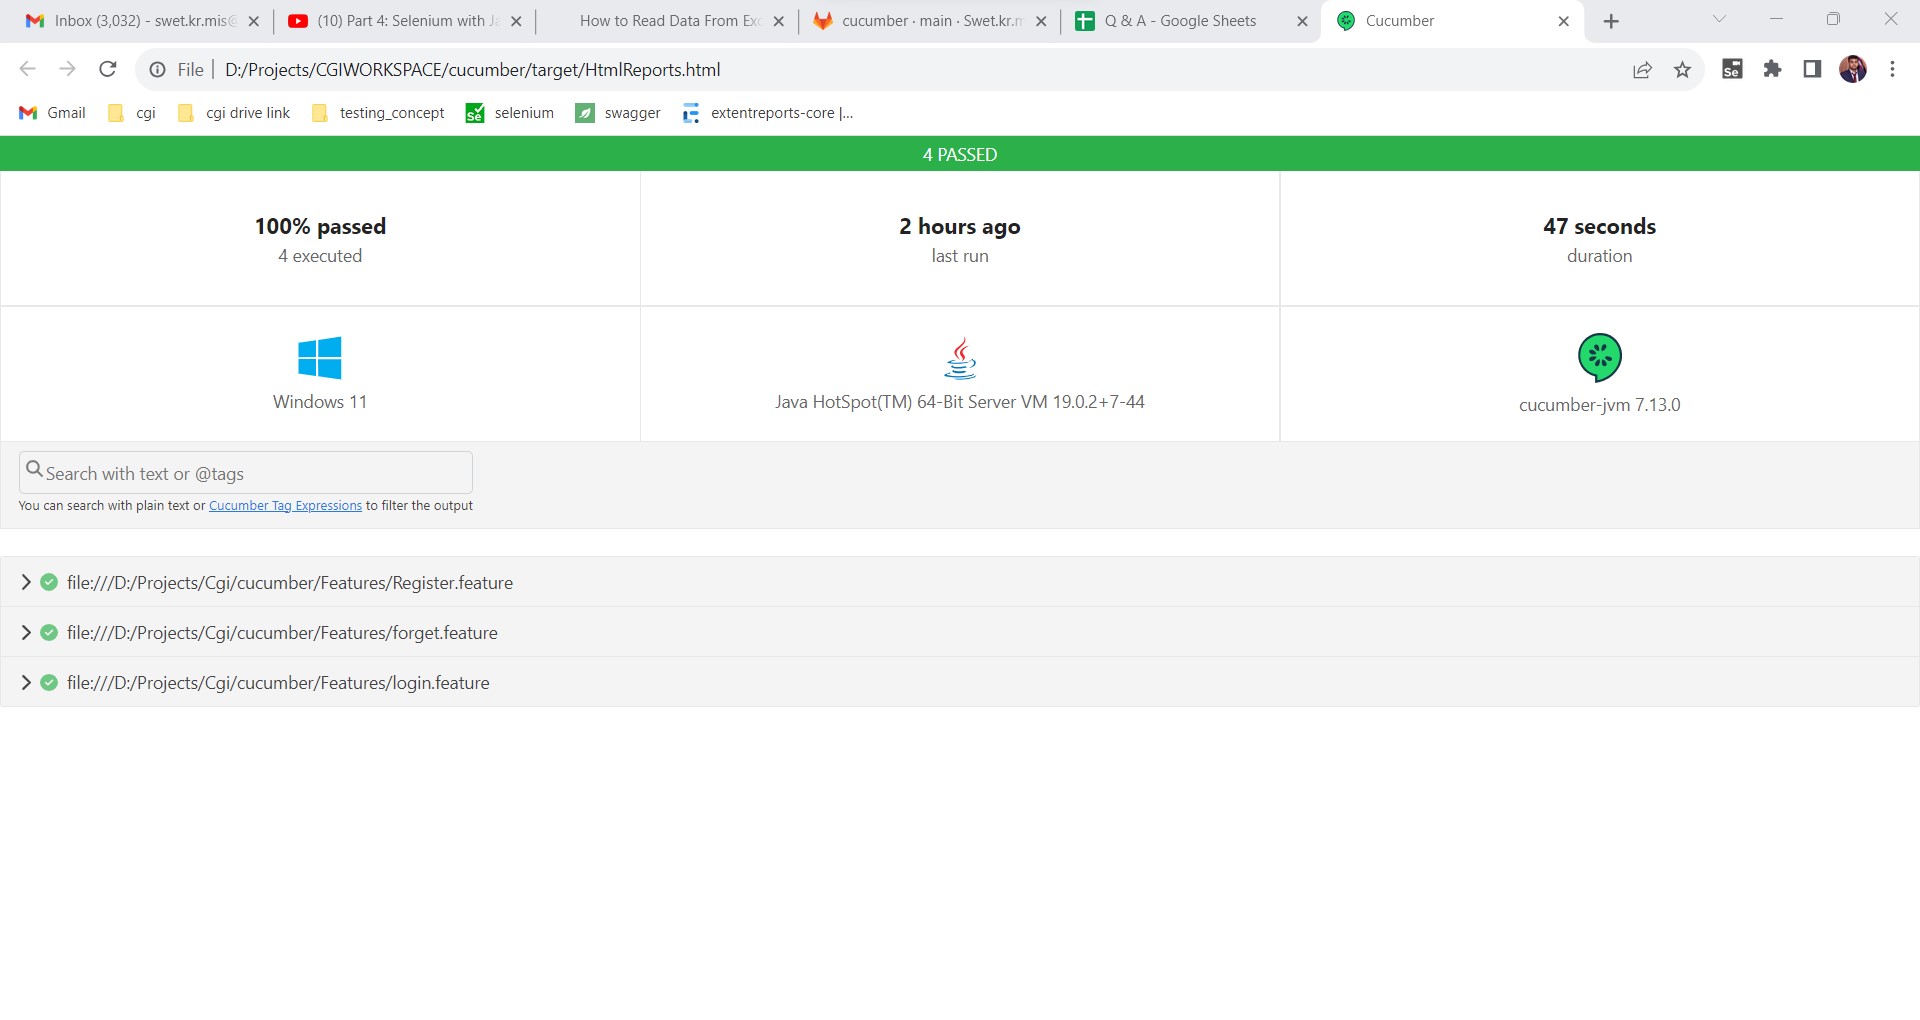 Inbox (3,032) - swet.kr.mis@
(10) Part 4: Selenium with Ja
How to Read Data From Exc
cucumber · main · Swet.kr.m
Q & A - Google Sheets
Cucumber
File
D:/Projects/CGIWORKSPACE/cucumber/target/HtmlReports.html
Se
Gmail
cgi
cgi drive link
testing_concept
Se
selenium
swagger
extentreports-core |...
4 PASSED
100% passed
4 executed
2 hours ago
last run
47 seconds
duration
Windows 11
Java HotSpot(TM) 64-Bit Server VM 19.0.2+7-44
cucumber-jvm 7.13.0
Search with text or @tags
You can search with plain text or Cucumber Tag Expressions to filter the output
file:///D:/Projects/Cgi/cucumber/Features/Register.feature
file:///D:/Projects/Cgi/cucumber/Features/forget.feature
file:///D:/Projects/Cgi/cucumber/Features/login.feature